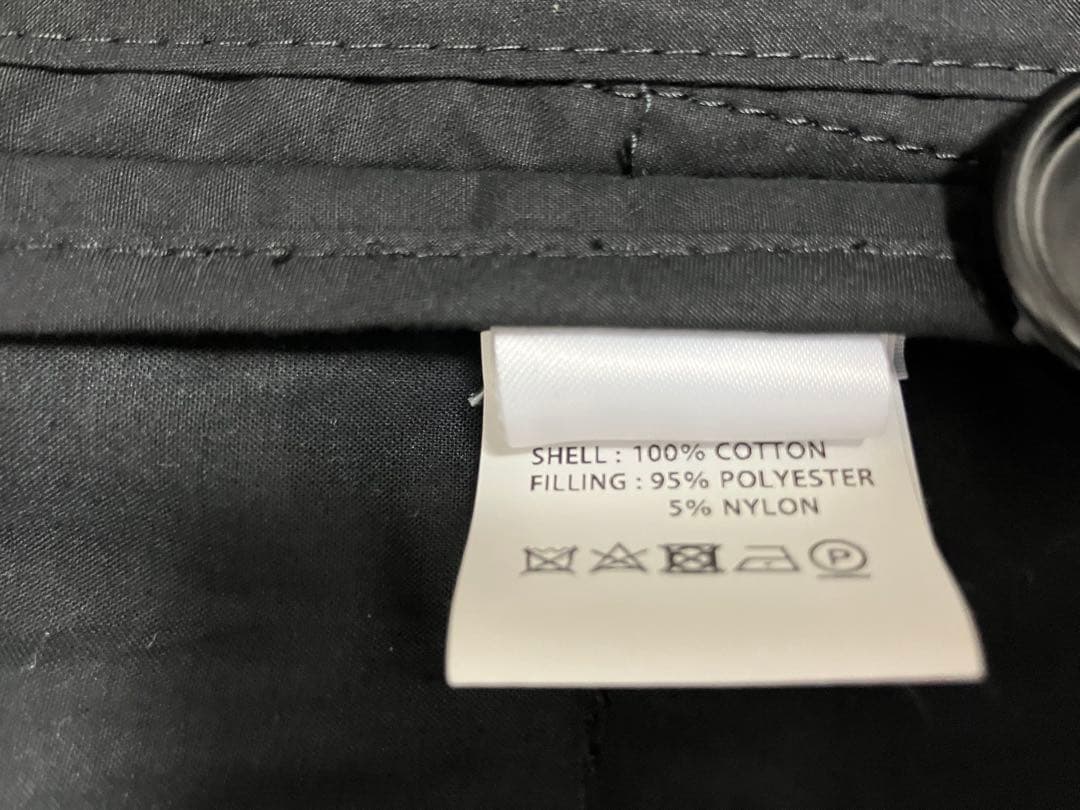 SHELL : 100% COTTON
FILLING : 95% POLYESTER
5% NYLON
P